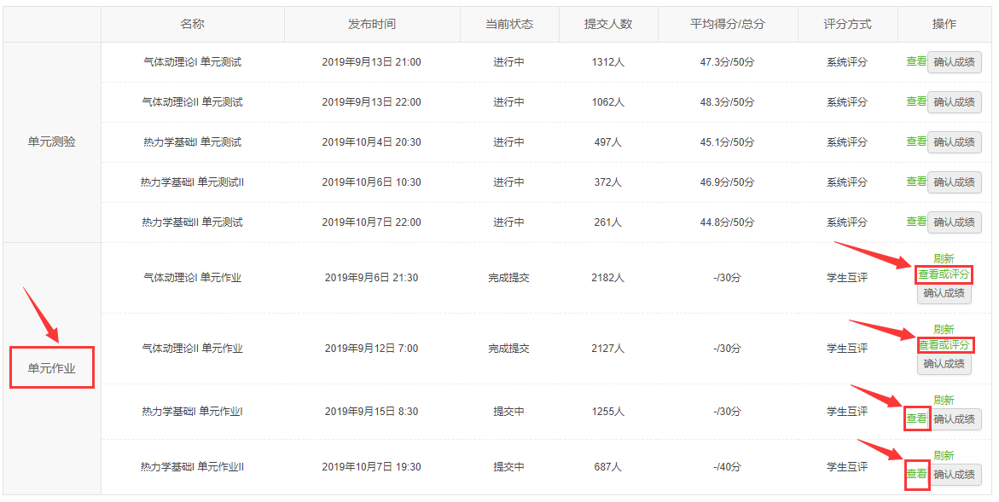 名称 发布时间 当前状态 提交人数 平均得分/总分 评分方式 操作
单元测验
气体动理论I 单元测试 2019年9月13日 21:00 进行中 1312人 47.3分/50分 系统评分 查看 确认成绩
气体动理论II 单元测试 2019年9月13日 22:00 进行中 1062人 48.3分/50分 系统评分 查看 确认成绩
热力学基础I 单元测试 2019年10月4日 20:30 进行中 497人 45.1分/50分 系统评分 查看 确认成绩
热力学基础I 单元测试II 2019年10月6日 10:30 进行中 372人 46.9分/50分 系统评分 查看 确认成绩
热力学基础II 单元测试 2019年10月7日 22:00 进行中 261人 44.8分/50分 系统评分 查看 确认成绩
单元作业
气体动理论I 单元作业 2019年9月6日 21:30 完成提交 2182人 -/30分 学生互评 刷新
查看或评分
确认成绩
气体动理论II 单元作业 2019年9月12日 7:00 完成提交 2127人 -/30分 学生互评 刷新
查看或评分
确认成绩
热力学基础I 单元作业I 2019年9月15日 8:30 提交中 1255人 -/30分 学生互评 刷新
查看 确认成绩
热力学基础I 单元作业II 2019年10月7日 19:30 提交中 687人 -/40分 学生互评 刷新
查看 确认成绩